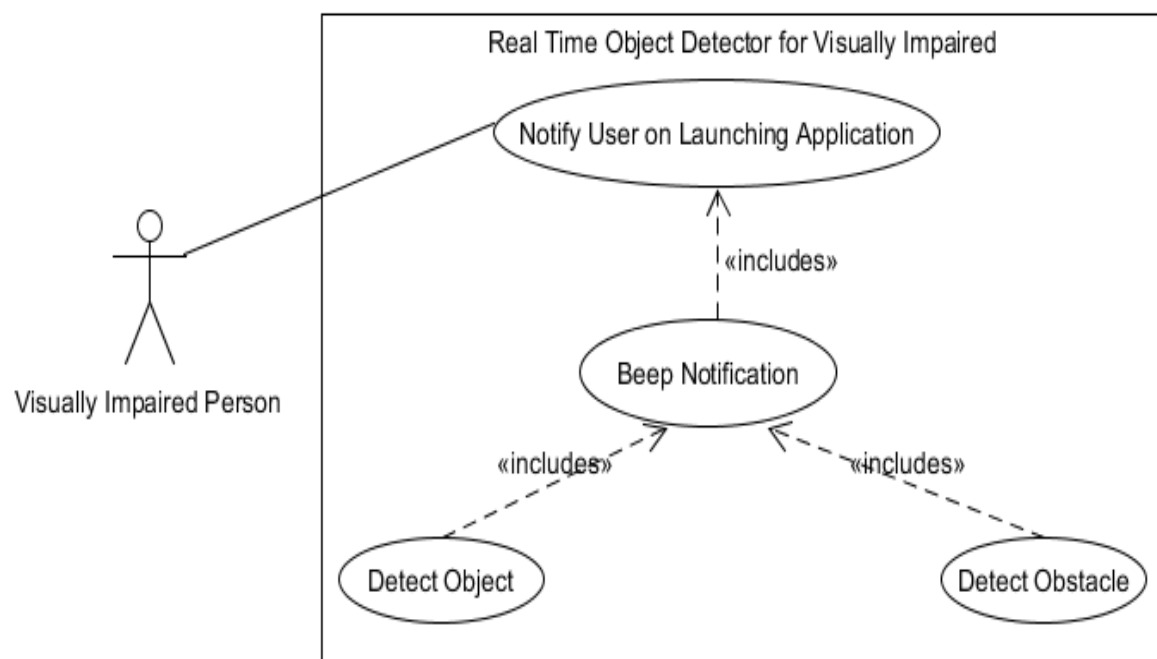 Real Time Object Detector for Visually Impaired
Notify User on Launching Application
«includes»
Beep Notification
Visually Impaired Person
«includes»
«includes»
Detect Object
Detect Obstacle